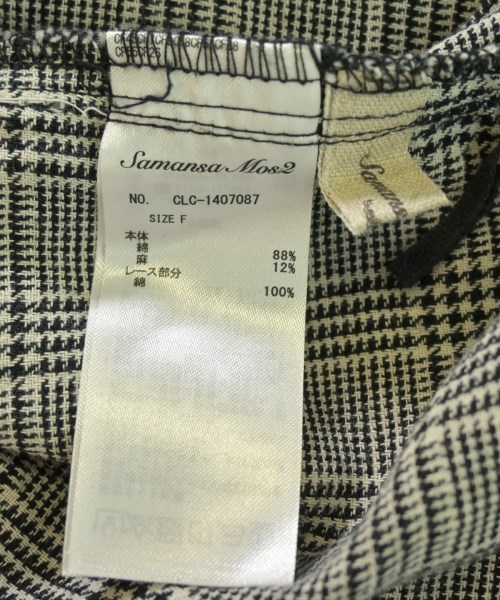 Samansa Mos2
NO. CLC-1407087
SIZE F
本体
綿 88%
麻 12%
レース部分
綿 100%
Samansa